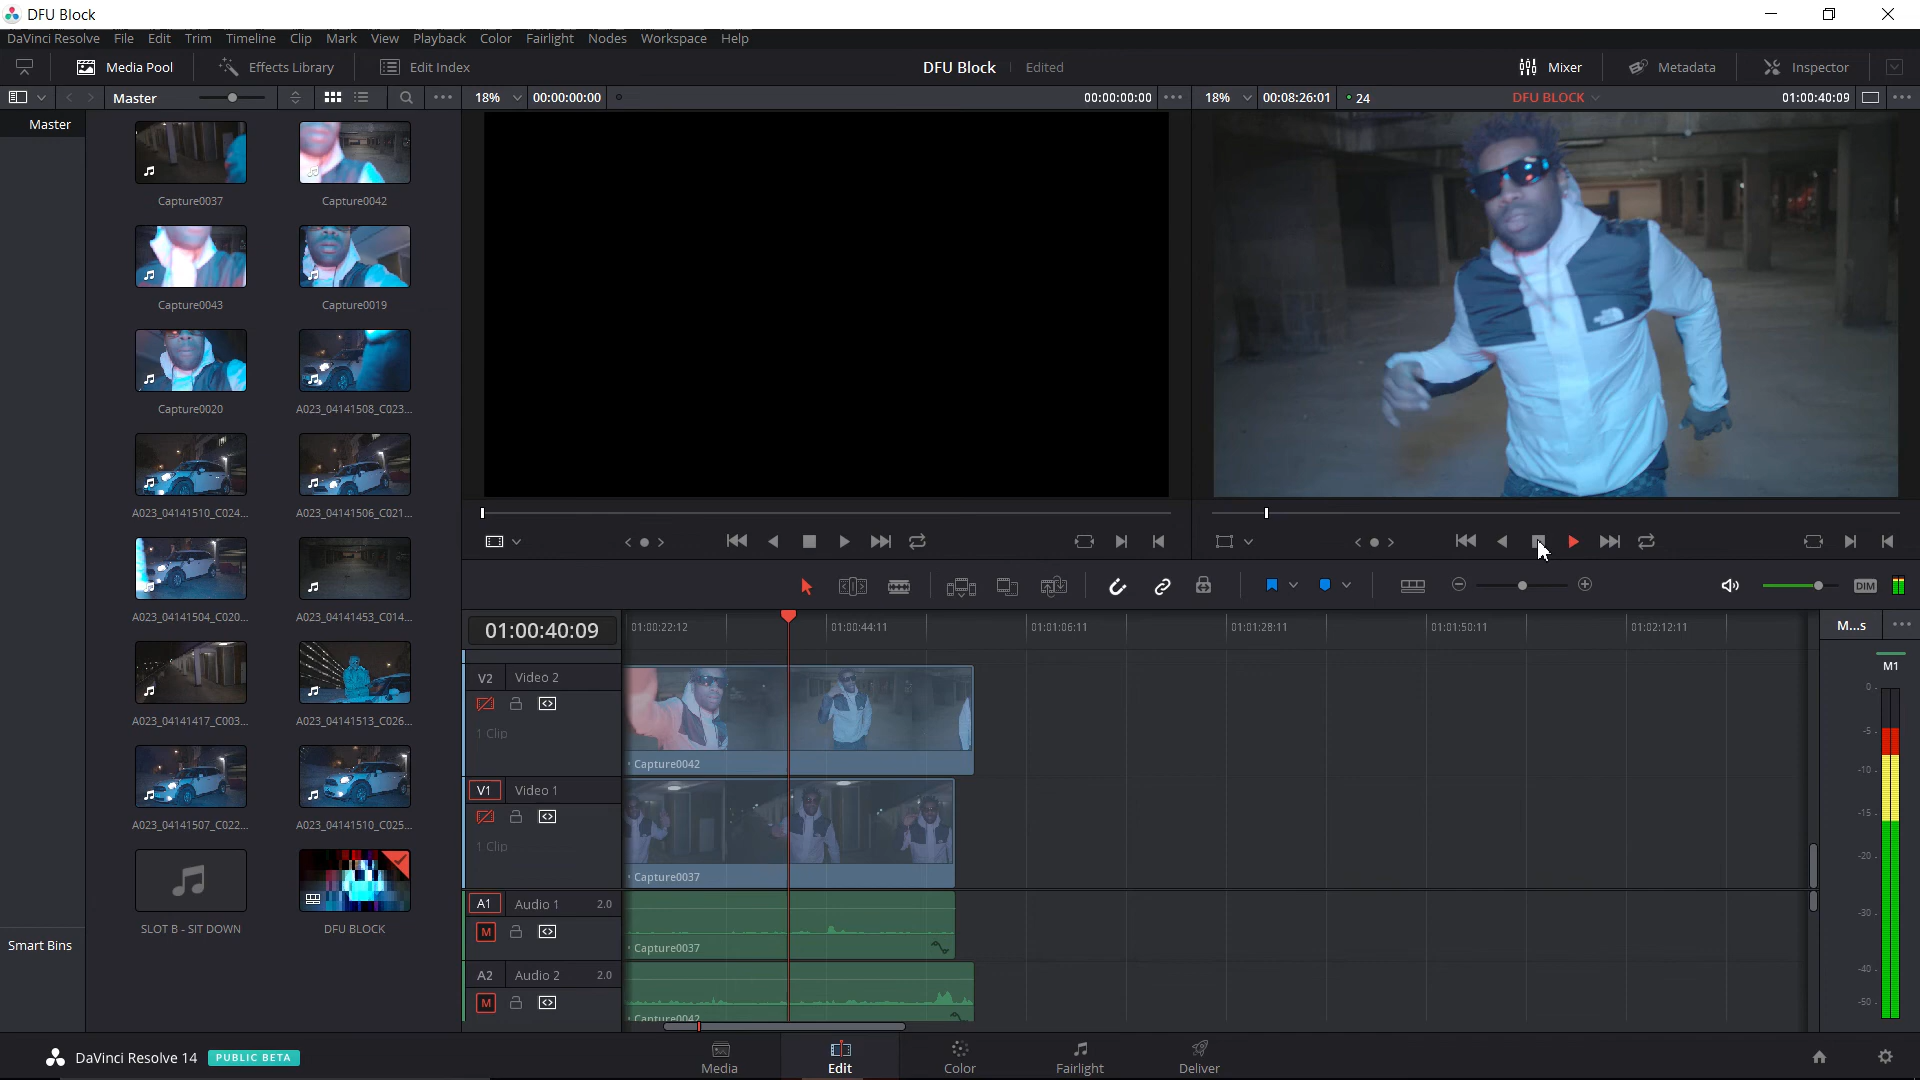 DFU Block
DaVinci Resolve File Edit Trim Timeline Clip Mark View Playback Color Fairlight Nodes Workspace Help
Media Pool Effects Library Edit Index DFU Block Edited Mixer Metadata Inspector
Master 18% 00:00:00:00 00:00:00:00 18% 00:08:26:01 24 DFU BLOCK 01:00:40:09
Master
Smart Bins
Capture0037 Capture0042
Capture0043 Capture0019
Capture0020 A023_04141508_C023...
A023_04141510_C024... A023_04141506_C021...
A023_04141504_C020... A023_04141453_C014...
A023_04141417_C003... A023_04141513_C026...
A023_04141507_C022... A023_04141510_C025...
SLOT B - SIT DOWN DFU BLOCK
DIM
01:00:40:09 01:00:22:12 01:00:44:11 01:01:06:11 01:01:28:11 01:01:50:11 01:02:12:11
V2 Video 2
1 Clip
Capture0042
V1 Video 1
1 Clip
Capture0037
A1 Audio 1 2.0
M
Capture0037
A2 Audio 2 2.0
M
Capture0042
M...s
M1
0
-5
-10
-15
-20
-30
-40
-50
DaVinci Resolve 14 PUBLIC BETA
Media Edit Color Fairlight Deliver